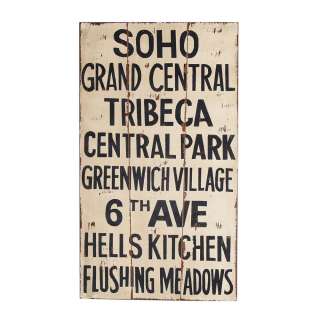 SOHO
GRAND CENTRAL
TRIBECA
CENTRAL PARK
GREENWICH VILLAGE
6TH AVE
HELLS KITCHEN
FLUSHING MEADOWS